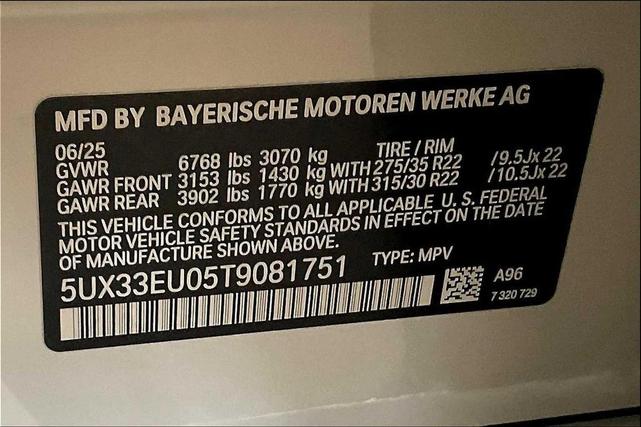 MFD BY BAYERISCHE MOTOREN WERKE AG
06/25 TIRE / RIM
GVWR 6768 lbs 3070 kg
GAWR FRONT 3153 lbs 1430 kg WITH 275/35 R22 /9.5Jx 22
GAWR REAR 3902 lbs 1770 kg WITH 315/30 R22 /10.5Jx 22
THIS VEHICLE CONFORMS TO ALL APPLICABLE U. S. FEDERAL
MOTOR VEHICLE SAFETY STANDARDS IN EFFECT ON THE DATE
OF MANUFACTURE SHOWN ABOVE.
5UX33EU05T9081751 TYPE: MPV
A96
7 320 729